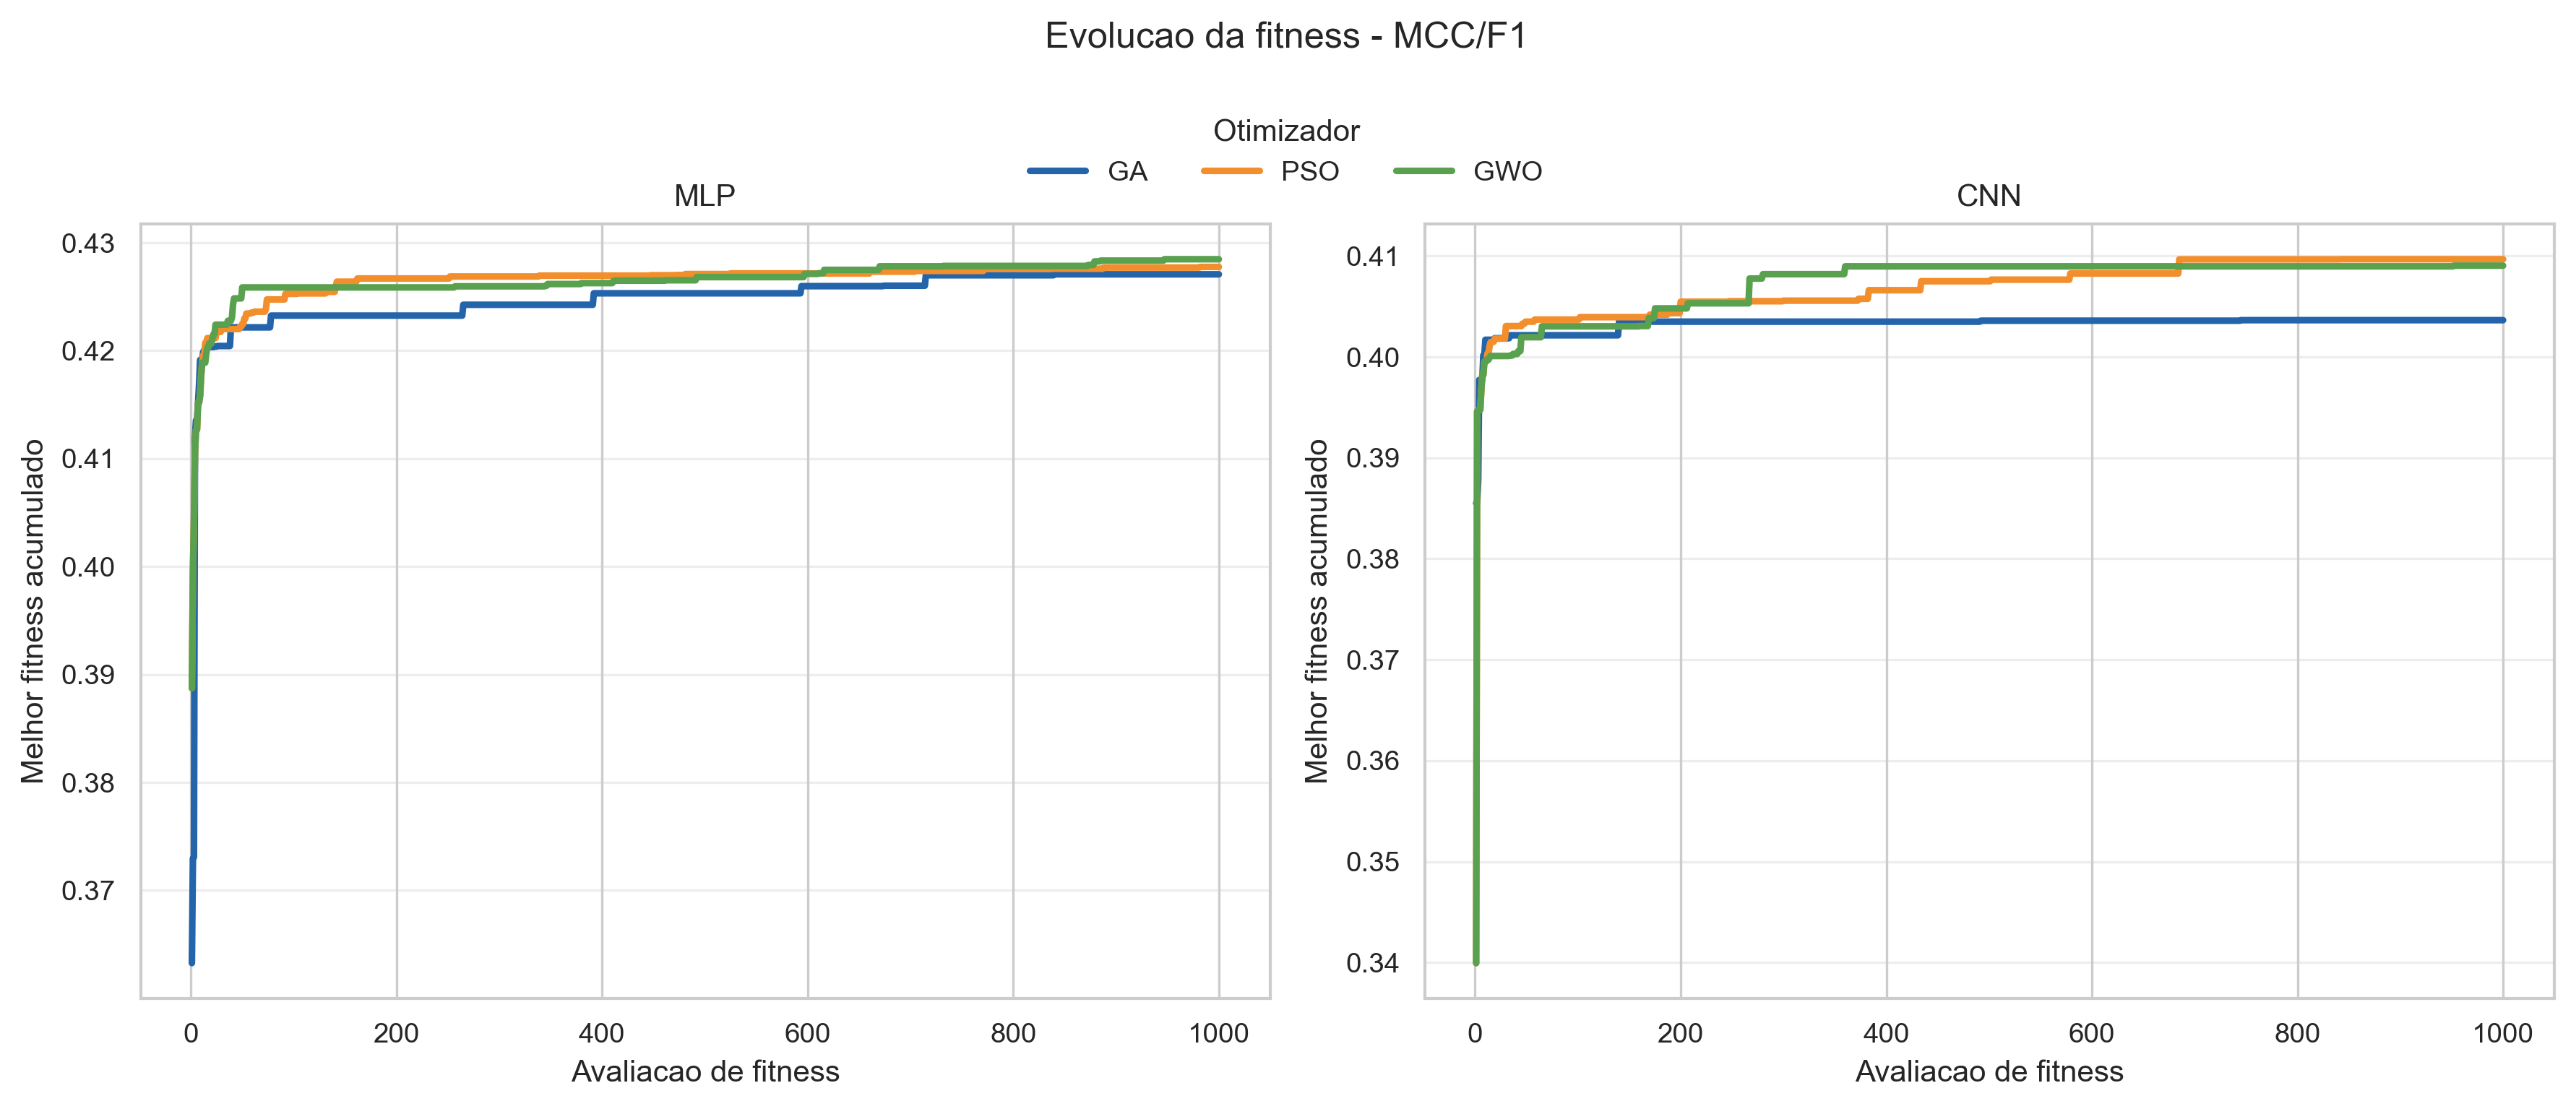 Evolucao da fitness - MCC/F1
Otimizador
GA PSO GWO
MLP
0.43
0.42
0.41
0.40
0.39
0.38
0.37
Melhor fitness acumulado
0 200 400 600 800 1000
Avaliacao de fitness
CNN
0.41
0.40
0.39
0.38
0.37
0.36
0.35
0.34
Melhor fitness acumulado
0 200 400 600 800 1000
Avaliacao de fitness